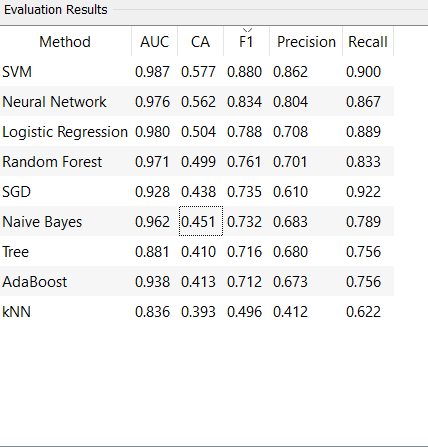 Evaluation Results
Method AUC CA F1 Precision Recall
SVM 0.987 0.577 0.880 0.862 0.900
Neural Network 0.976 0.562 0.834 0.804 0.867
Logistic Regression 0.980 0.504 0.788 0.708 0.889
Random Forest 0.971 0.499 0.761 0.701 0.833
SGD 0.928 0.438 0.735 0.610 0.922
Naive Bayes 0.962 0.451 0.732 0.683 0.789
Tree 0.881 0.410 0.716 0.680 0.756
AdaBoost 0.938 0.413 0.712 0.673 0.756
kNN 0.836 0.393 0.496 0.412 0.622